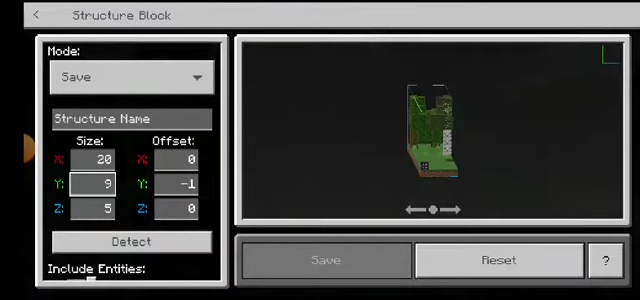 < Structure Block
Mode:
Save
Structure Name
Size: Offset:
X: 20 X: 0
Y: 9 Y: -1
Z: 5 Z: 0
Detect
Include Entities:
Save Reset ?